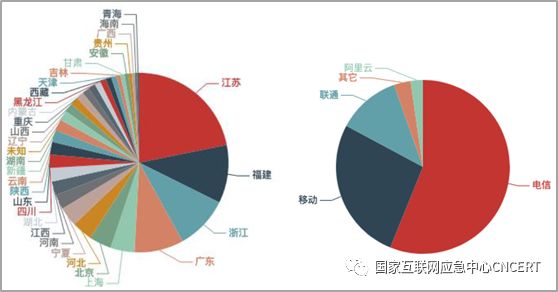 青海
海南
广西
贵州
安徽
甘肃
吉林
天津
西藏
黑龙江
内蒙古
重庆
山西
辽宁
未知
湖南
新疆
云南
陕西
山东
四川
湖北
江西
河南
宁夏
河北
北京
上海
江苏
福建
浙江
广东
阿里云
其它
联通
移动
电信
国家互联网应急中心CNCERT